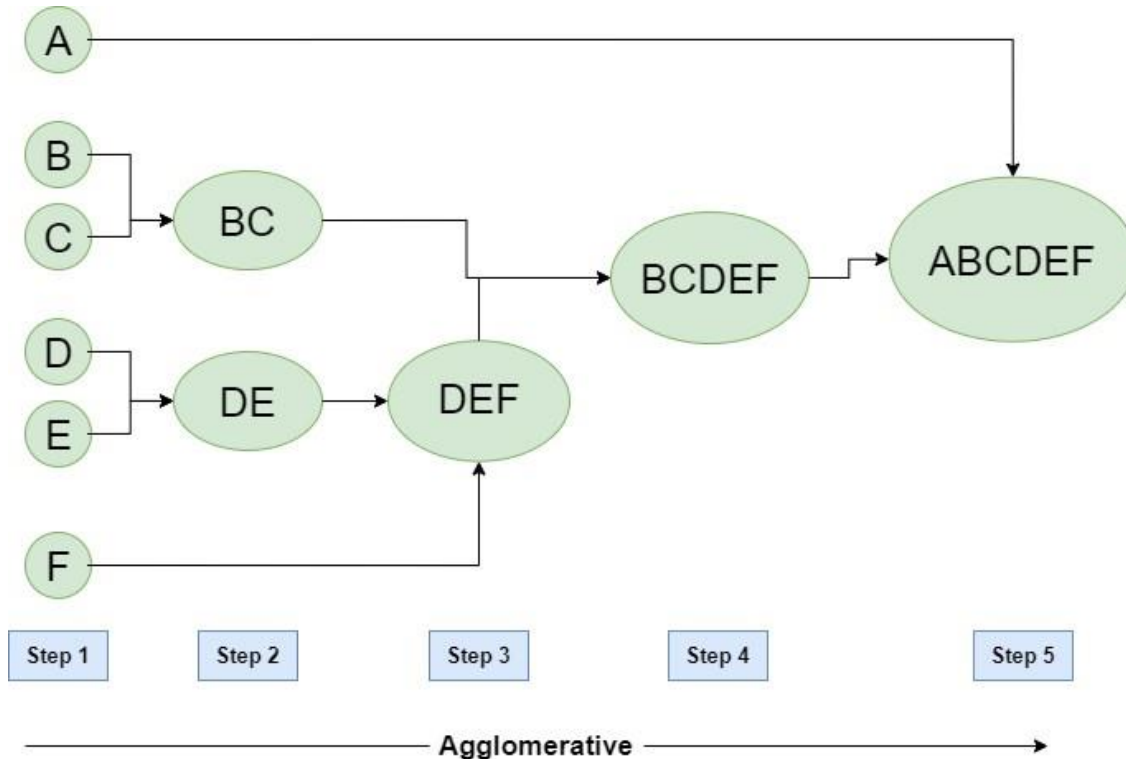 A
B
C
BC
BCDEF
ABCDEF
D
E
DE
DEF
F
Step 1
Step 2
Step 3
Step 4
Step 5
Agglomerative